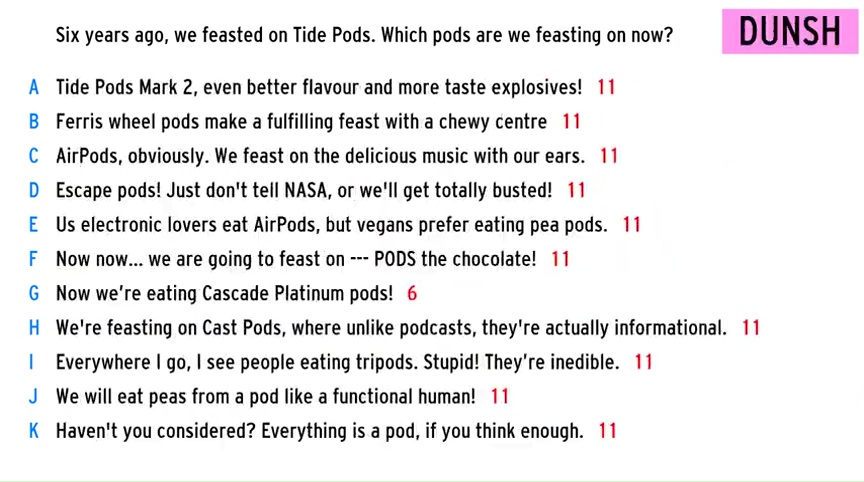 Six years ago, we feasted on Tide Pods. Which pods are we feasting on now?
DUNSH
A Tide Pods Mark 2, even better flavour and more taste explosives! 11
B Ferris wheel pods make a fulfilling feast with a chewy centre 11
C AirPods, obviously. We feast on the delicious music with our ears. 11
D Escape pods! Just don't tell NASA, or we'll get totally busted! 11
E Us electronic lovers eat AirPods, but vegans prefer eating pea pods. 11
F Now now... we are going to feast on --- PODS the chocolate! 11
G Now we’re eating Cascade Platinum pods! 6
H We're feasting on Cast Pods, where unlike podcasts, they're actually informational. 11
I Everywhere I go, I see people eating tripods. Stupid! They’re inedible. 11
J We will eat peas from a pod like a functional human! 11
K Haven't you considered? Everything is a pod, if you think enough. 11